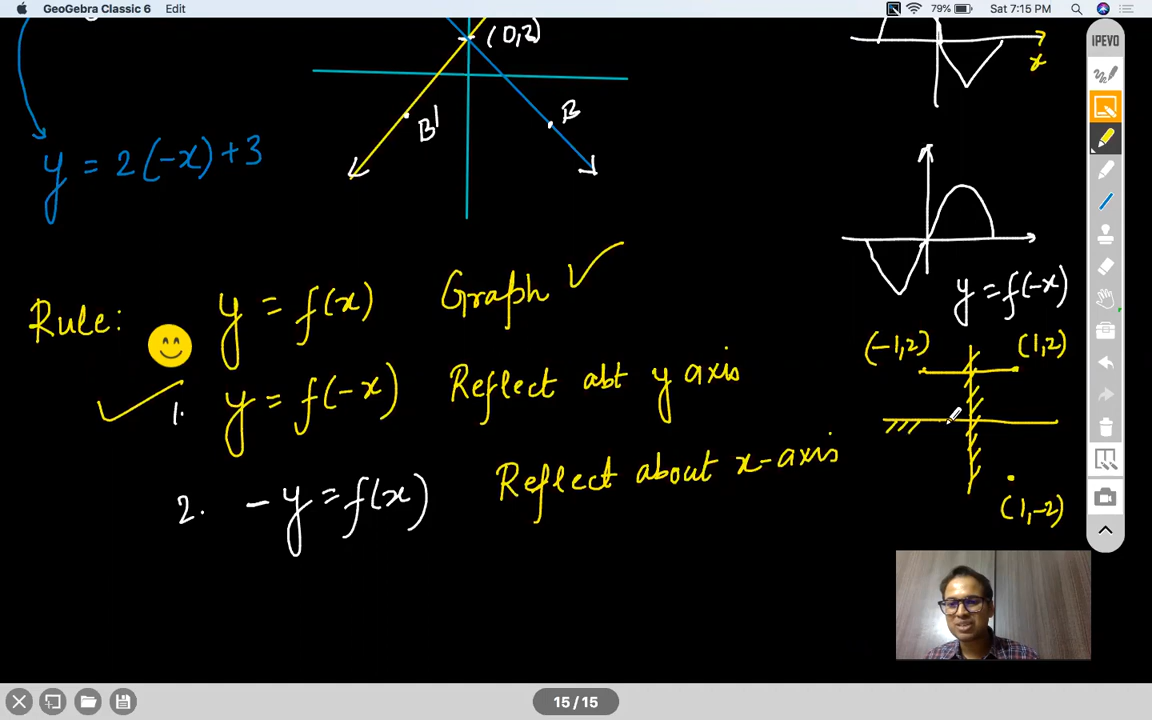 GeoGebra Classic 6 Edit
79% Sat 7:15 PM
IPEVO
(0,2)
x
B' B
y = 2(-x)+3
y = f(-x)
Rule: y = f(x) Graph ✓
(-1,2) (1,2)
✓ 1. y = f(-x) Reflect abt y axis
2. -y = f(x) Reflect about x-axis
(1,-2)
15/15